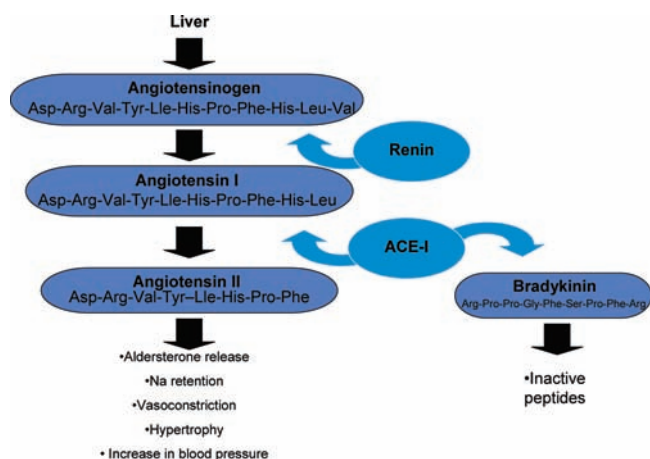 Liver
Angiotensinogen
Asp-Arg-Val-Tyr-Lle-His-Pro-Phe-His-Leu-Val
Renin
Angiotensin I
Asp-Arg-Val-Tyr-Lle-His-Pro-Phe-His-Leu
ACE-I
Angiotensin II
Asp-Arg-Val-Tyr–Lle-His-Pro-Phe
Bradykinin
Arg-Pro-Pro-Gly-Phe-Ser-Pro-Phe-Arg
•Aldersterone release
•Na retention
•Vasoconstriction
•Hypertrophy
• Increase in blood pressure
•Inactive
peptides